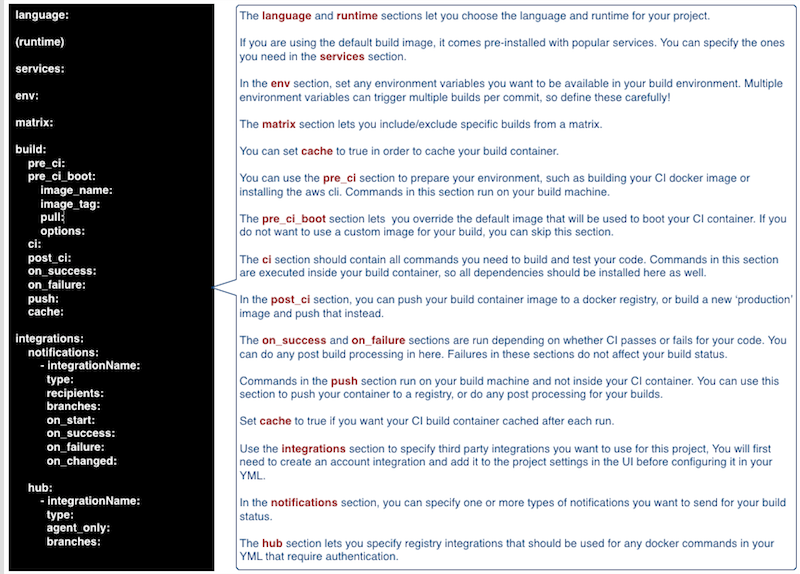 language:
(runtime)
services:
env:
matrix:
build:
pre_ci:
pre_ci_boot:
image_name:
image_tag:
pull:
options:
ci:
post_ci:
on_success:
on_failure:
push:
cache:
integrations:
notifications:
- integrationName:
type:
recipients:
branches:
on_start:
on_success:
on_failure:
on_changed:
hub:
- integrationName:
type:
agent_only:
branches:
The language and runtime sections let you choose the language and runtime for your project.
If you are using the default build image, it comes pre-installed with popular services. You can specify the ones
you need in the services section.
In the env section, set any environment variables you want to be available in your build environment. Multiple
environment variables can trigger multiple builds per commit, so define these carefully!
The matrix section lets you include/exclude specific builds from a matrix.
You can set cache to true in order to cache your build container.
You can use the pre_ci section to prepare your environment, such as building your CI docker image or
installing the aws cli. Commands in this section run on your build machine.
The pre_ci_boot section lets you override the default image that will be used to boot your CI container. If you
do not want to use a custom image for your build, you can skip this section.
The ci section should contain all commands you need to build and test your code. Commands in this section
are executed inside your build container, so all dependencies should be installed here as well.
In the post_ci section, you can push your build container image to a docker registry, or build a new 'production'
image and push that instead.
The on_success and on_failure sections are run depending on whether CI passes or fails for your code. You
can do any post build processing in here. Failures in these sections do not affect your build status.
Commands in the push section run on your build machine and not inside your CI container. You can use this
section to push your container to a registry, or do any post processing for your builds.
Set cache to true if you want your CI build container cached after each run.
Use the integrations section to specify third party integrations you want to use for this project, You will first
need to create an account integration and add it to the project settings in the UI before configuring it in your
YML.
In the notifications section, you can specify one or more types of notifications you want to send for your build
status.
The hub section lets you specify registry integrations that should be used for any docker commands in your
YML that require authentication.